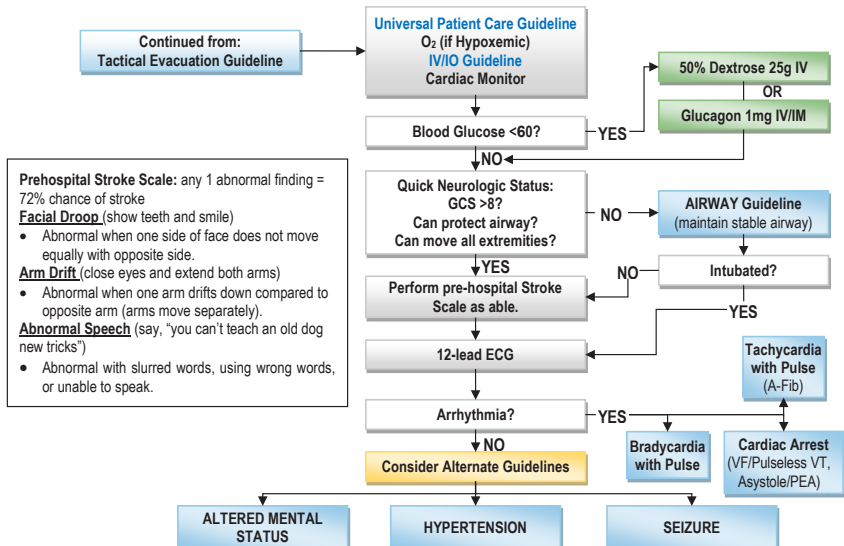 Continued from:
Tactical Evacuation Guideline
Universal Patient Care Guideline
O₂ (if Hypoxemic)
IV/IO Guideline
Cardiac Monitor
50% Dextrose 25g IV
OR
Glucagon 1mg IV/IM
Blood Glucose <60?
YES
NO
Prehospital Stroke Scale: any 1 abnormal finding =
72% chance of stroke
Facial Droop (show teeth and smile)
• Abnormal when one side of face does not move
equally with opposite side.
Arm Drift (close eyes and extend both arms)
• Abnormal when one arm drifts down compared to
opposite arm (arms move separately).
Abnormal Speech (say, “you can’t teach an old dog
new tricks”)
• Abnormal with slurred words, using wrong words,
or unable to speak.
Quick Neurologic Status:
GCS >8?
Can protect airway?
Can move all extremities?
NO
AIRWAY Guideline
(maintain stable airway)
YES
NO
Intubated?
YES
Perform pre-hospital Stroke
Scale as able.
12-lead ECG
Tachycardia
with Pulse
(A-Fib)
Arrhythmia?
YES
NO
Bradycardia
with Pulse
Cardiac Arrest
(VF/Pulseless VT,
Asystole/PEA)
Consider Alternate Guidelines
ALTERED MENTAL
STATUS
HYPERTENSION
SEIZURE